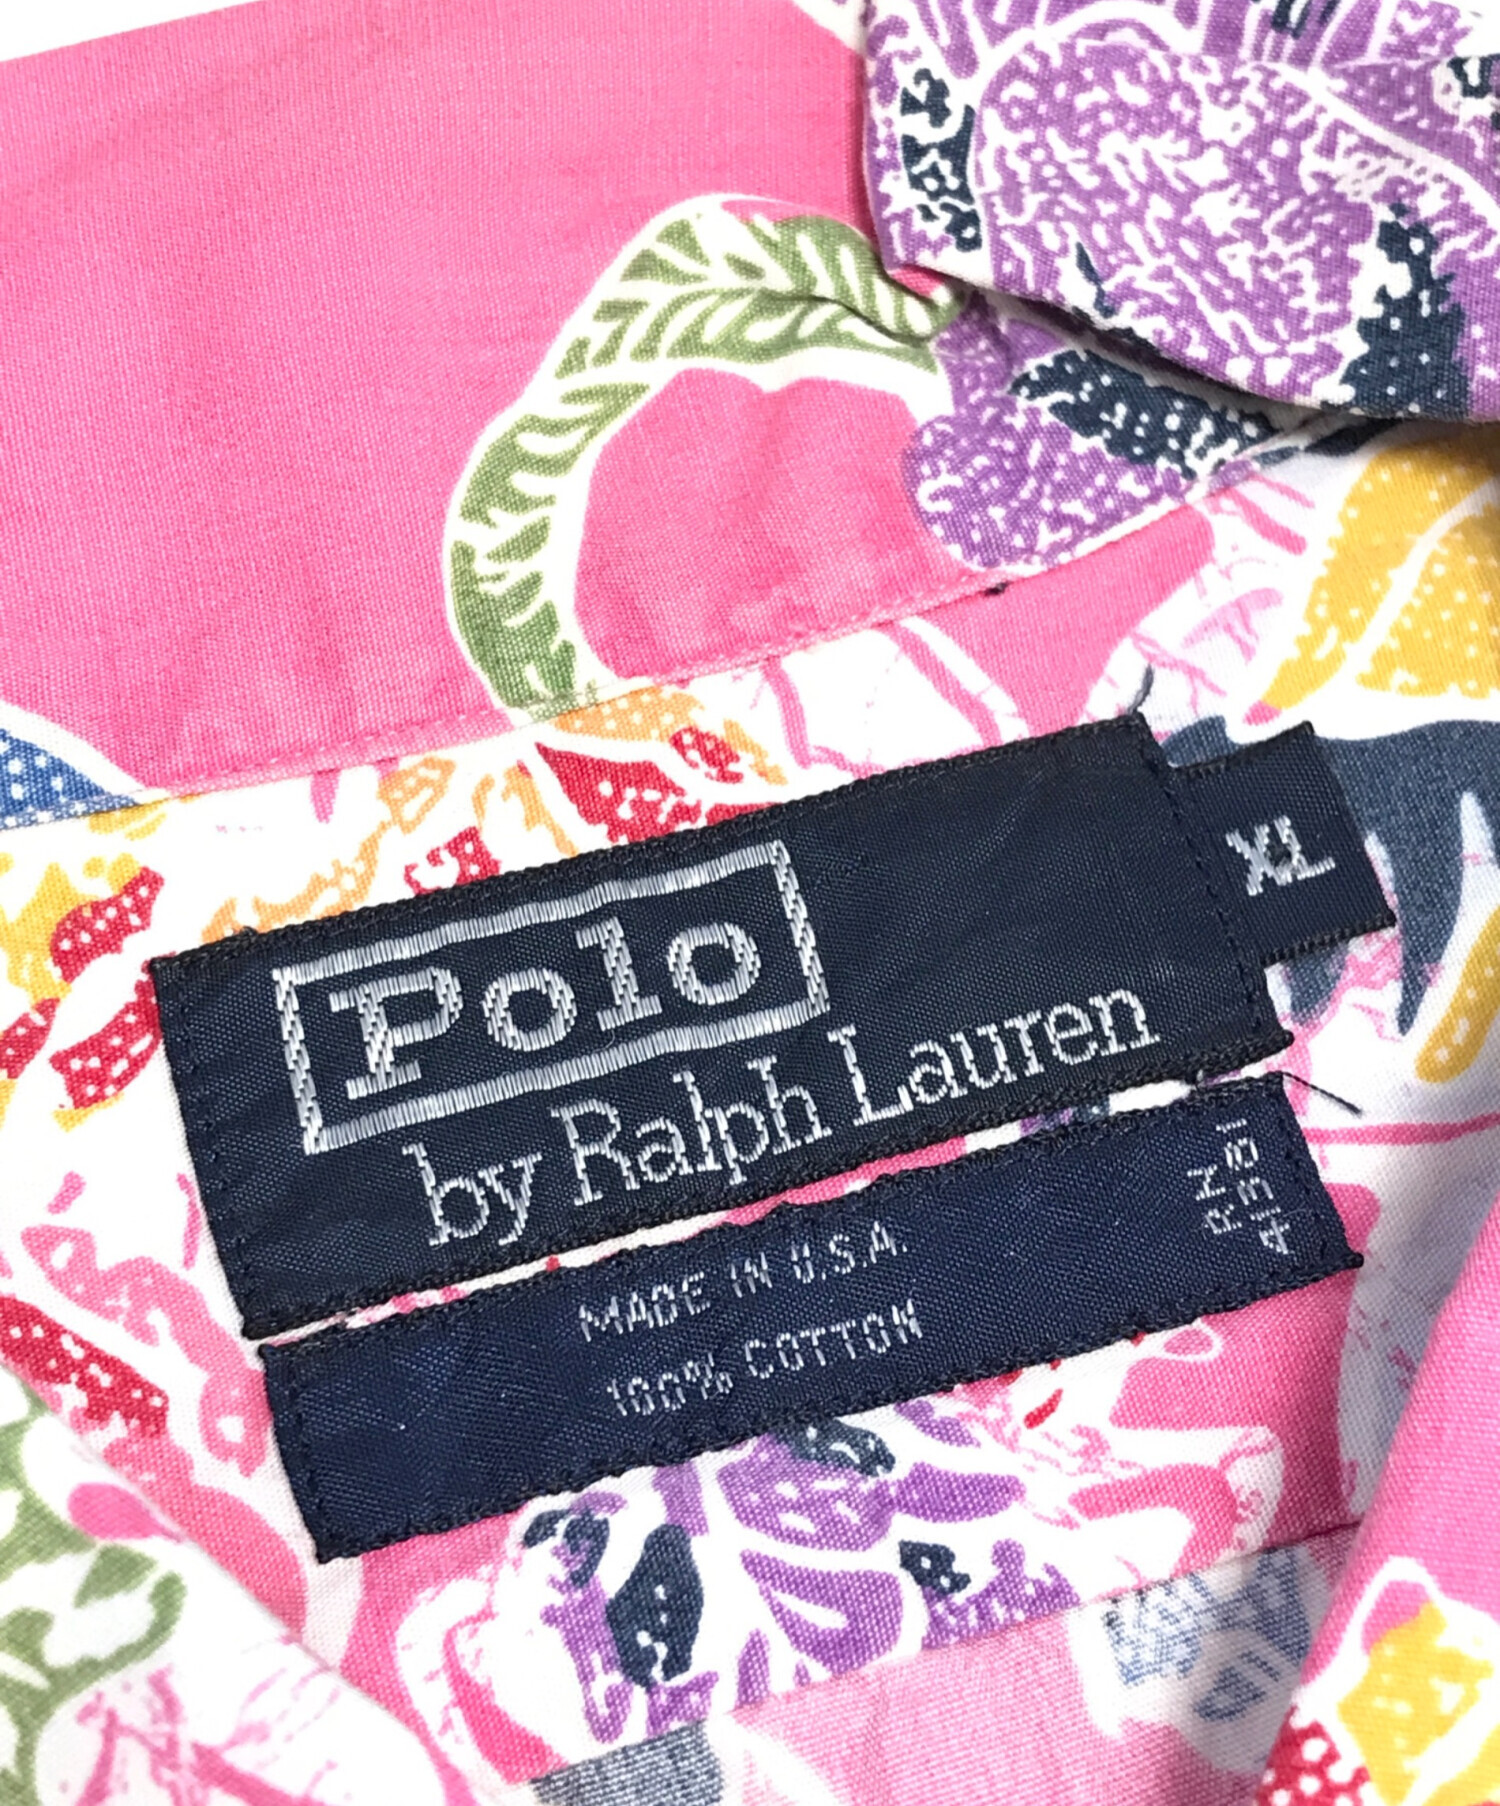 Polo
by Ralph Lauren
XL
MADE IN U.S.A.
100% COTTON
RN
41381